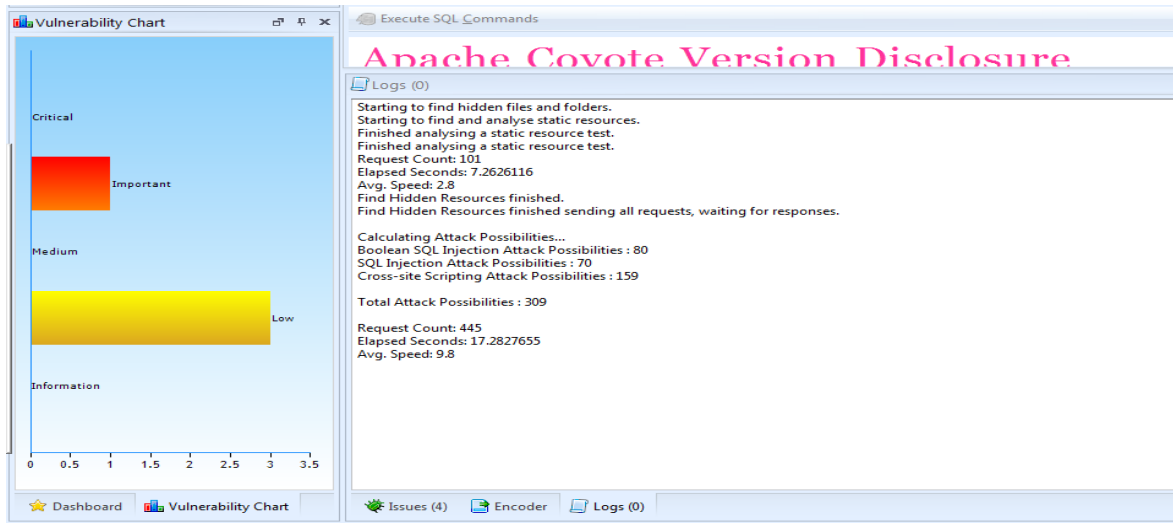 Vulnerability Chart
Critical
Important
Medium
Low
Information
0 0.5 1 1.5 2 2.5 3 3.5
Dashboard Vulnerability Chart
Execute SQL Commands
Apache Coyote Version Disclosure
Logs (0)
Starting to find hidden files and folders.
Starting to find and analyse static resources.
Finished analysing a static resource test.
Finished analysing a static resource test.
Request Count: 101
Elapsed Seconds: 7.2626116
Avg. Speed: 2.8
Find Hidden Resources finished.
Find Hidden Resources finished sending all requests, waiting for responses.
Calculating Attack Possibilities...
Boolean SQL Injection Attack Possibilities : 80
SQL Injection Attack Possibilities : 70
Cross-site Scripting Attack Possibilities : 159
Total Attack Possibilities : 309
Request Count: 445
Elapsed Seconds: 17.2827655
Avg. Speed: 9.8
Issues (4) Encoder Logs (0)